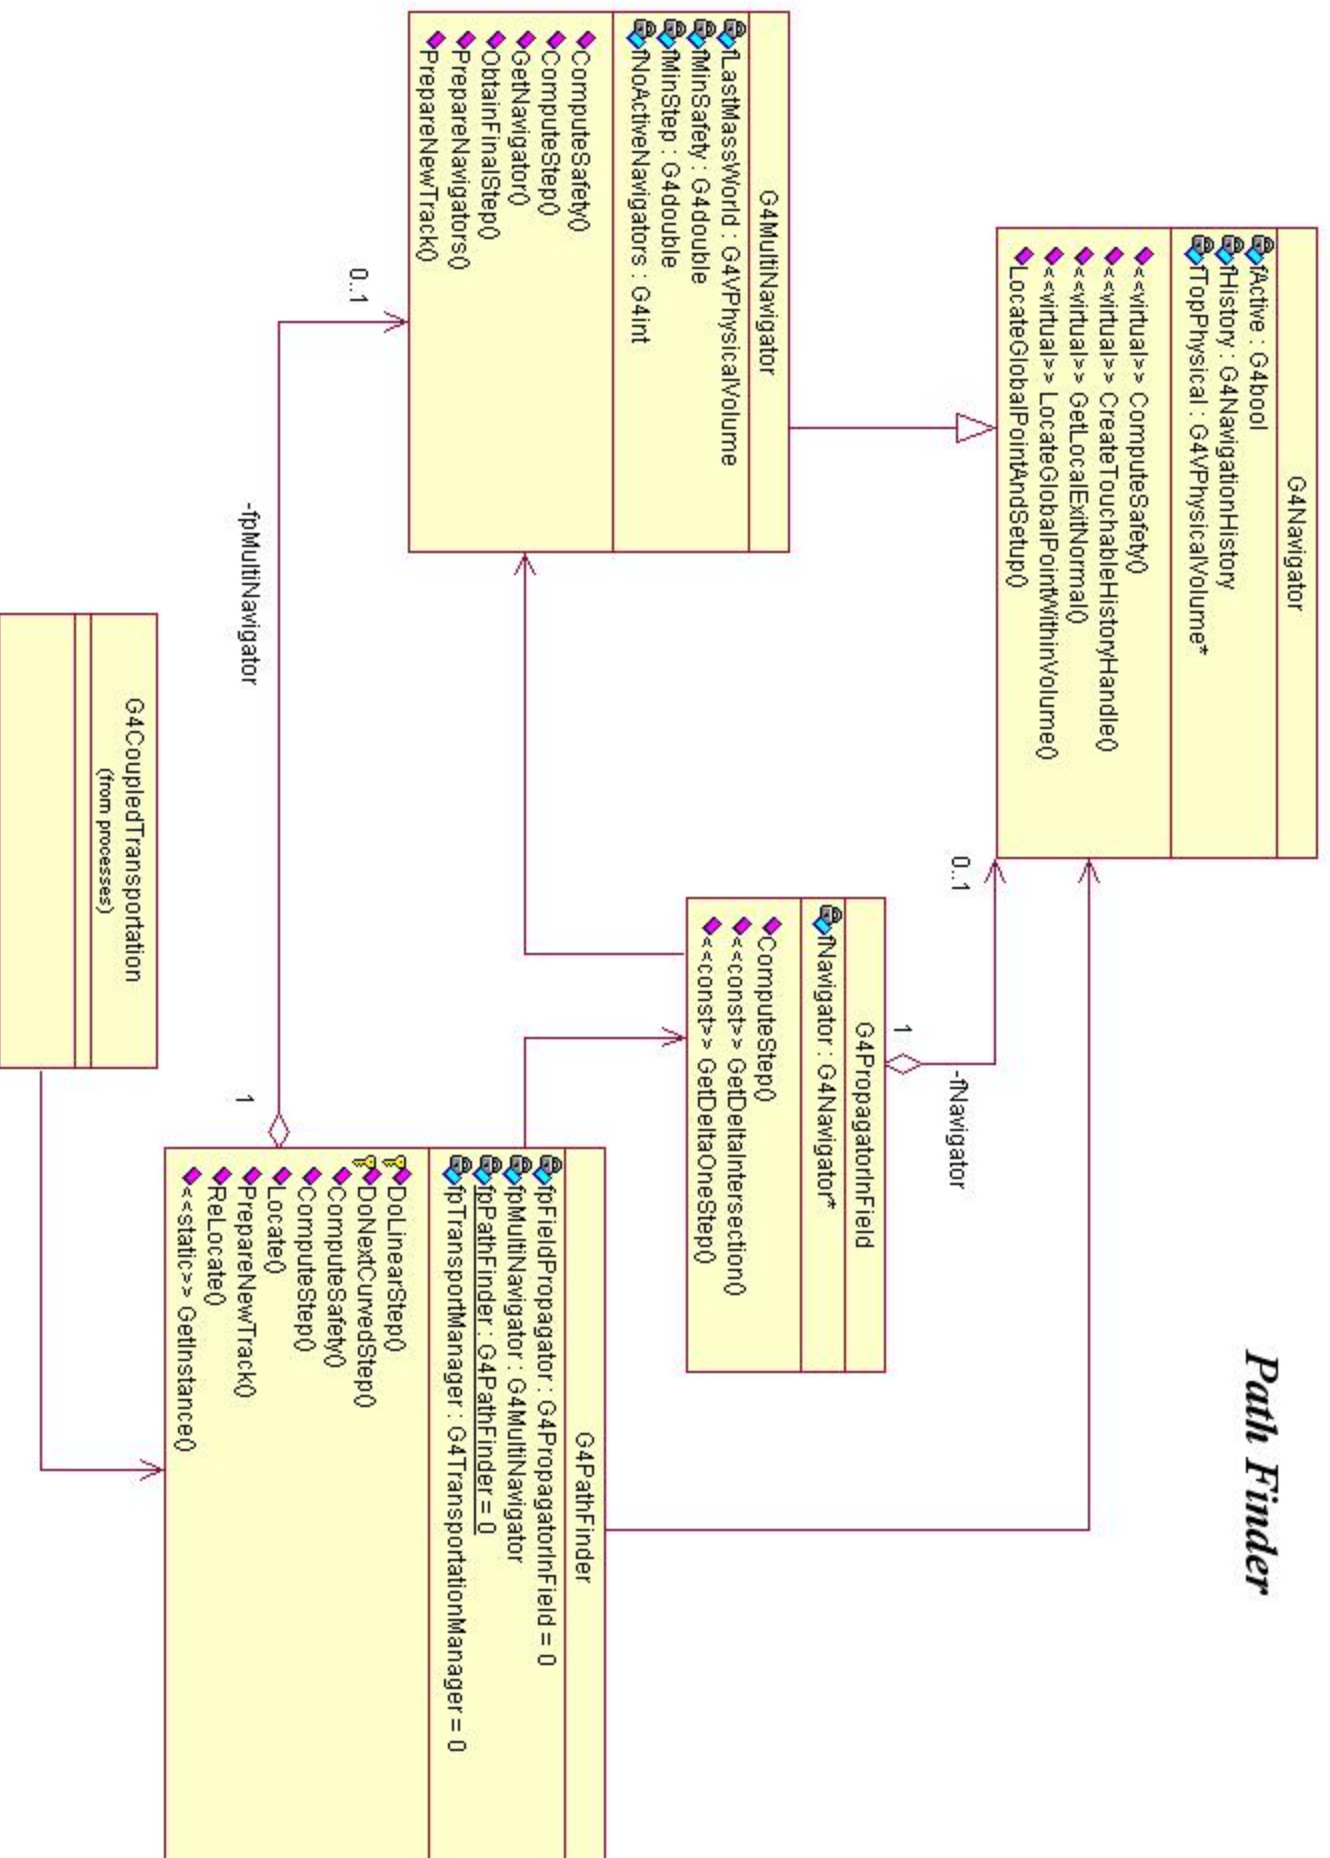 Path Finder
G4Navigator
fActive : G4bool
fHistory : G4NavigationHistory
fTopPhysical : G4VPhysicalVolume*
<<virtual>> ComputeSafety()
<<virtual>> CreateTouchableHistoryHandle()
<<virtual>> GetLocalExitNormal()
<<virtual>> LocateGlobalPointWithinVolume()
LocateGlobalPointAndSetup()
0..1
-fNavigator
1
G4PropagatorInField
fNavigator : G4Navigator*
ComputeStep()
<<const>> GetDeltaIntersection()
<<const>> GetDeltaOneStep()
G4MultiNavigator
fLastMassWorld : G4VPhysicalVolume
fMinSafety : G4double
fMinStep : G4double
fNoActiveNavigators : G4int
ComputeSafety()
ComputeStep()
GetNavigator()
ObtainFinalStep()
PrepareNavigators()
PrepareNewTrack()
0..1
-fpMultiNavigator
1
G4PathFinder
fpFieldPropagator : G4PropagatorInField = 0
fpMultiNavigator : G4MultiNavigator
fpPathFinder : G4PathFinder = 0
fpTransportManager : G4TransportationManager = 0
DoLinearStep()
DoNextCurvedStep()
ComputeSafety()
ComputeStep()
Locate()
PrepareNewTrack()
ReLocate()
<<static>> GetInstance()
G4CoupledTransportation
(from processes)